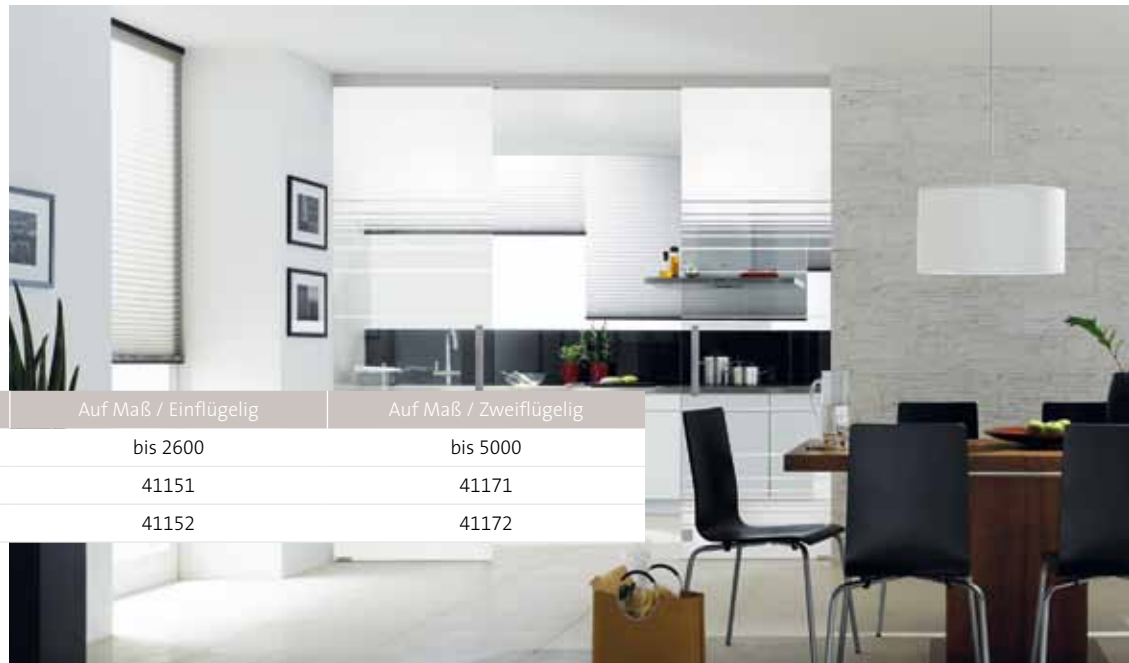 Auf Maß / Einflügelig Auf Maß / Zweiflügelig
bis 2600 bis 5000
41151 41171
41152 41172